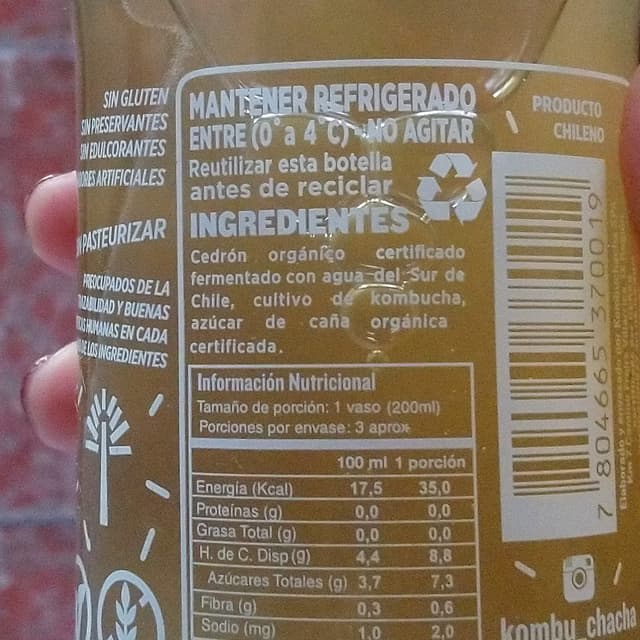 SIN GLUTEN
SIN PRESERVANTES
SIN EDULCORANTES
ARTIFICIALES
PASTEURIZAR
PREOCUPADOS DE LA
Y BUENAS
HUMANAS EN CADA
DE LOS INGREDIENTES
MANTENER REFRIGERADO
ENTRE (0° a 4°C) - NO AGITAR
Reutilizar esta botella
antes de reciclar
INGREDIENTES
Cedrón orgánico certificado
fermentado con agua del Sur de
Chile, cultivo de kombucha,
azúcar de caña orgánica
certificada.
Información Nutricional
Tamaño de porción: 1 vaso (200ml)
Porciones por envase: 3 aprox
100 ml 1 porción
Energía (Kcal) 17,5 35,0
Proteínas (g) 0,0 0,0
Grasa Total (g) 0,0 0,0
H. de C. Disp (g) 4,4 8,8
Azúcares Totales (g) 3,7 7,3
Fibra (g) 0,3 0,6
Sodio (mg) 1,0 2,0
PRODUCTO
CHILENO
7 804665 370019
Elaborado y
kombu_chacha